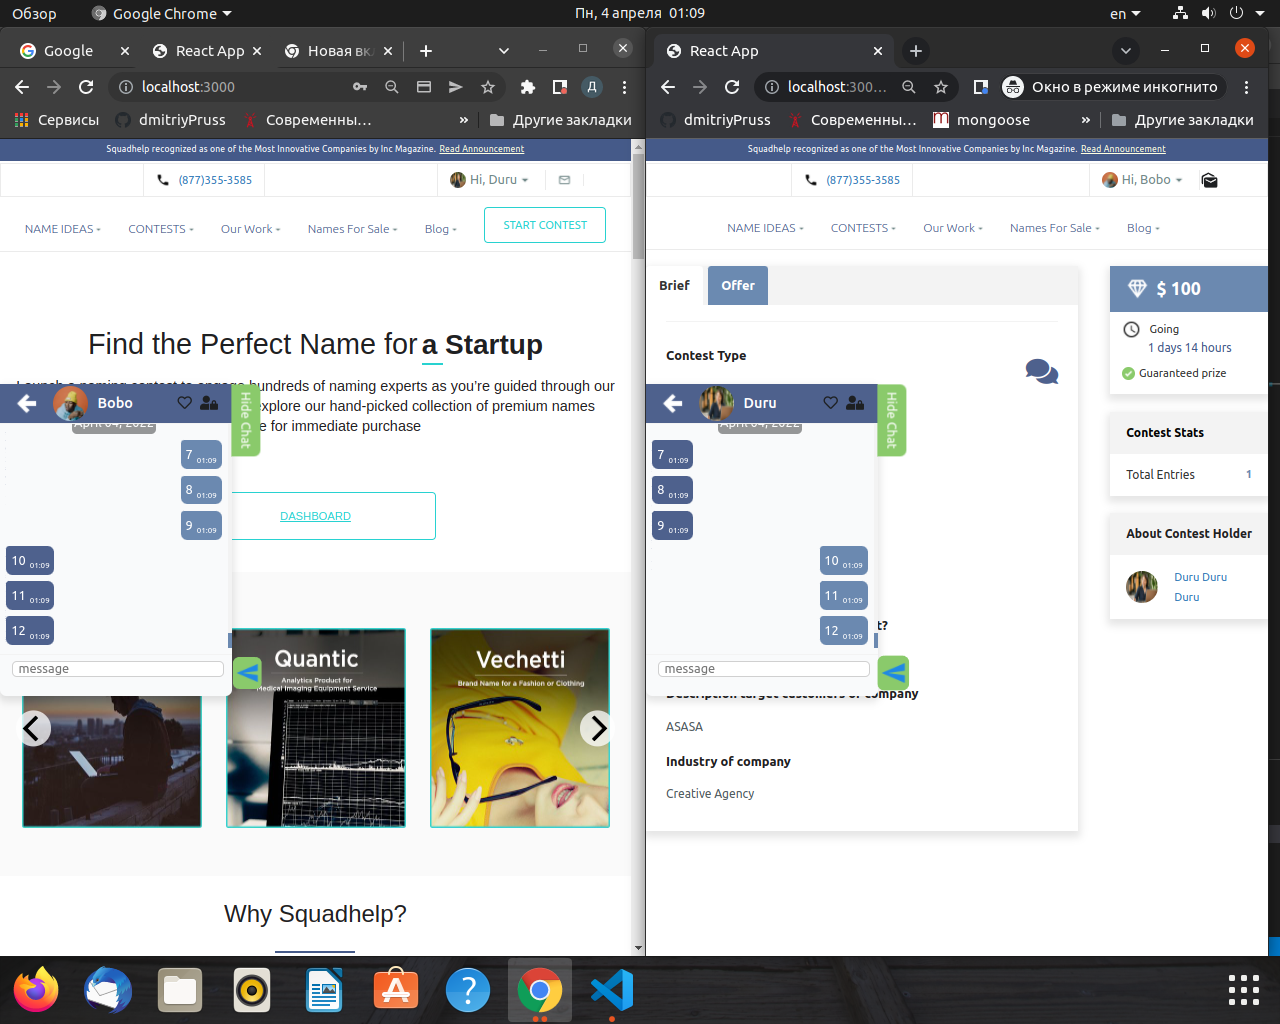 Обзор
Google Chrome
Пн, 4 апреля 01:09
en
Google
React App
Новая вк
localhost:3000
Д
Сервисы
dmitriyPruss
Современны…
»
Другие закладки
Squadhelp recognized as one of the Most Innovative Companies by Inc Magazine. Read Announcement
(877)355-3585
Hi, Duru
NAME IDEAS
CONTESTS
Our Work
Names For Sale
Blog
START CONTEST
Find the Perfect Name for a Startup
hundreds of naming experts as you’re guided through our
explore our hand-picked collection of premium names
e for immediate purchase
Bobo
Hide Chat
April 04, 2022
7 01:09
8 01:09
9 01:09
10 01:09
11 01:09
12 01:09
message
DASHBOARD
Quantic
Analytics Product for
Medical Imaging Equipment Service
Vechetti
Brand Name for a Fashion or Clothing
Why Squadhelp?
React App
localhost:300…
Окно в режиме инкогнито
dmitriyPruss
Современны…
mongoose
»
Другие закладки
Squadhelp recognized as one of the Most Innovative Companies by Inc Magazine. Read Announcement
(877)355-3585
Hi, Bobo
NAME IDEAS
CONTESTS
Our Work
Names For Sale
Blog
Brief
Offer
Contest Type
Duru
Hide Chat
April 04, 2022
7 01:09
8 01:09
9 01:09
10 01:09
11 01:09
12 01:09
message
t?
Description target customers of company
ASASA
Industry of company
Creative Agency
$ 100
Going
1 days 14 hours
Guaranteed prize
Contest Stats
Total Entries 1
About Contest Holder
Duru Duru
Duru